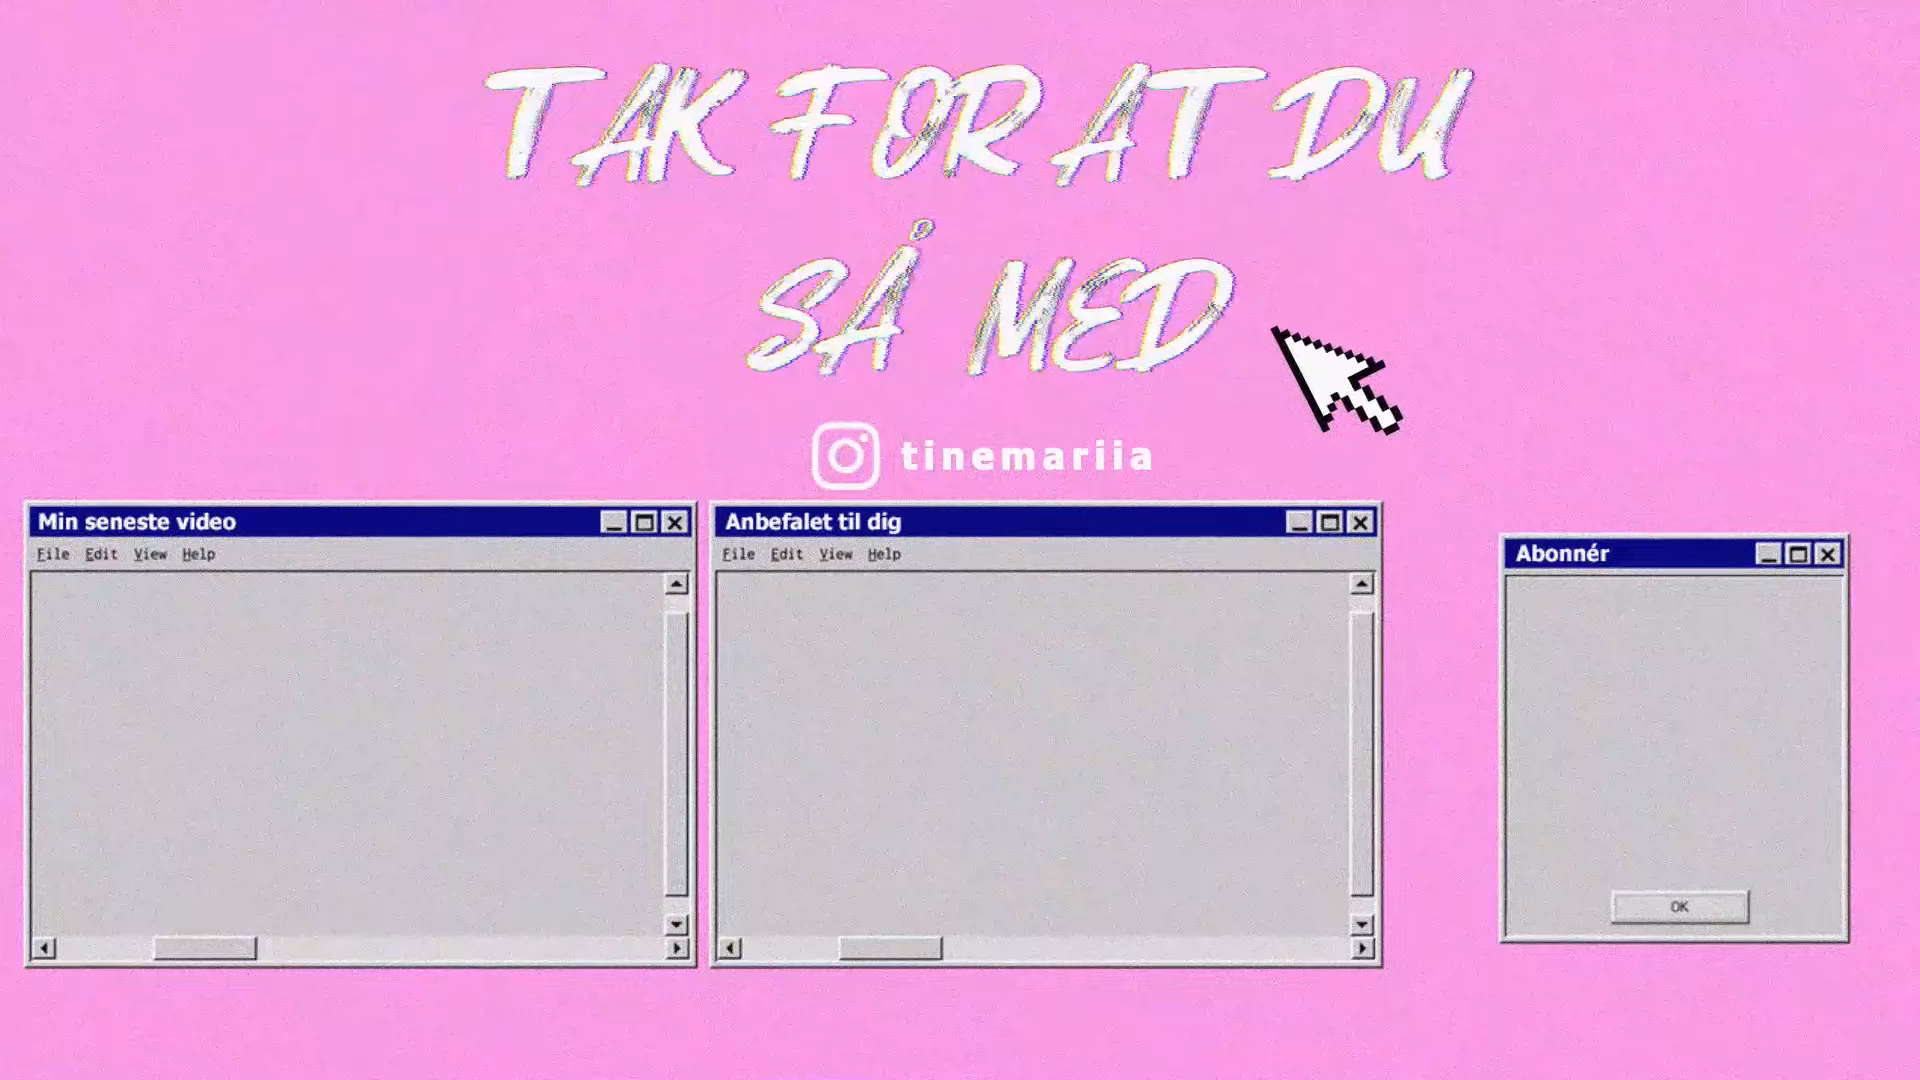 TAK FOR AT DU
SÅ MED
tinemariia
Min seneste video
File Edit View Help
Anbefalet til dig
File Edit View Help
Abonnér
OK